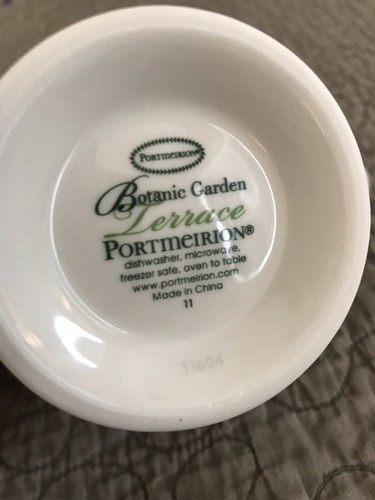 PORTMEIRION®
Botanic Garden
Terrace
PORTMEIRION®
dishwasher, microwave,
freezer safe, oven to table
www.portmeirion.com
Made in China
11
T1604